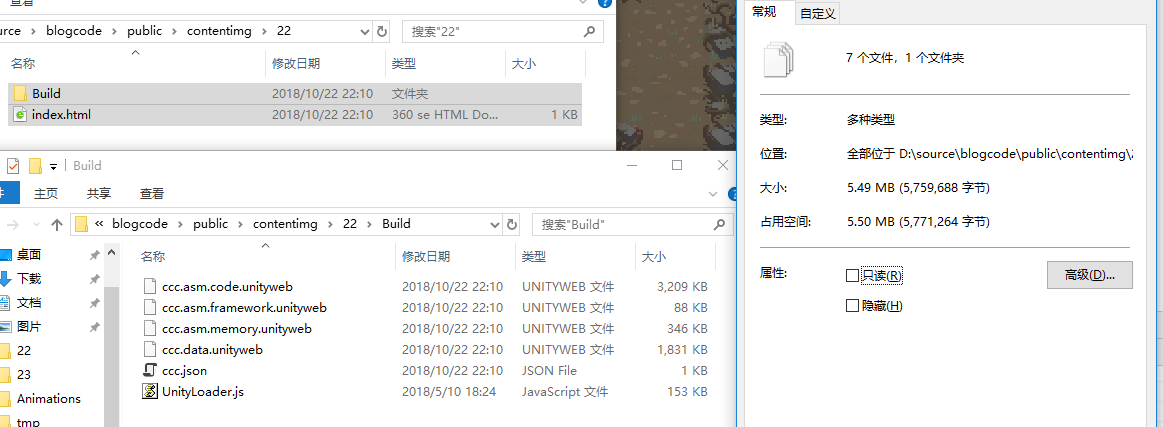 查看
urce > blogcode > public > contentimg > 22
搜索"22"
名称 修改日期 类型 大小
Build 2018/10/22 22:10 文件夹
index.html 2018/10/22 22:10 360 se HTML Do... 1 KB
Build
主页 共享 查看
« blogcode > public > contentimg > 22 > Build
搜索"Build"
桌面
下载
文档
图片
22
23
Animations
tmp
名称 修改日期 类型 大小
ccc.asm.code.unityweb 2018/10/22 22:10 UNITYWEB 文件 3,209 KB
ccc.asm.framework.unityweb 2018/10/22 22:10 UNITYWEB 文件 88 KB
ccc.asm.memory.unityweb 2018/10/22 22:10 UNITYWEB 文件 346 KB
ccc.data.unityweb 2018/10/22 22:10 UNITYWEB 文件 1,831 KB
ccc.json 2018/10/22 22:10 JSON File 1 KB
UnityLoader.js 2018/5/10 18:24 JavaScript 文件 153 KB
常规 自定义
7 个文件，1 个文件夹
类型: 多种类型
位置: 全部位于 D:\source\blogcode\public\contentimg\
大小: 5.49 MB (5,759,688 字节)
占用空间: 5.50 MB (5,771,264 字节)
属性: 只读(R) 高级(D)...
隐藏(H)